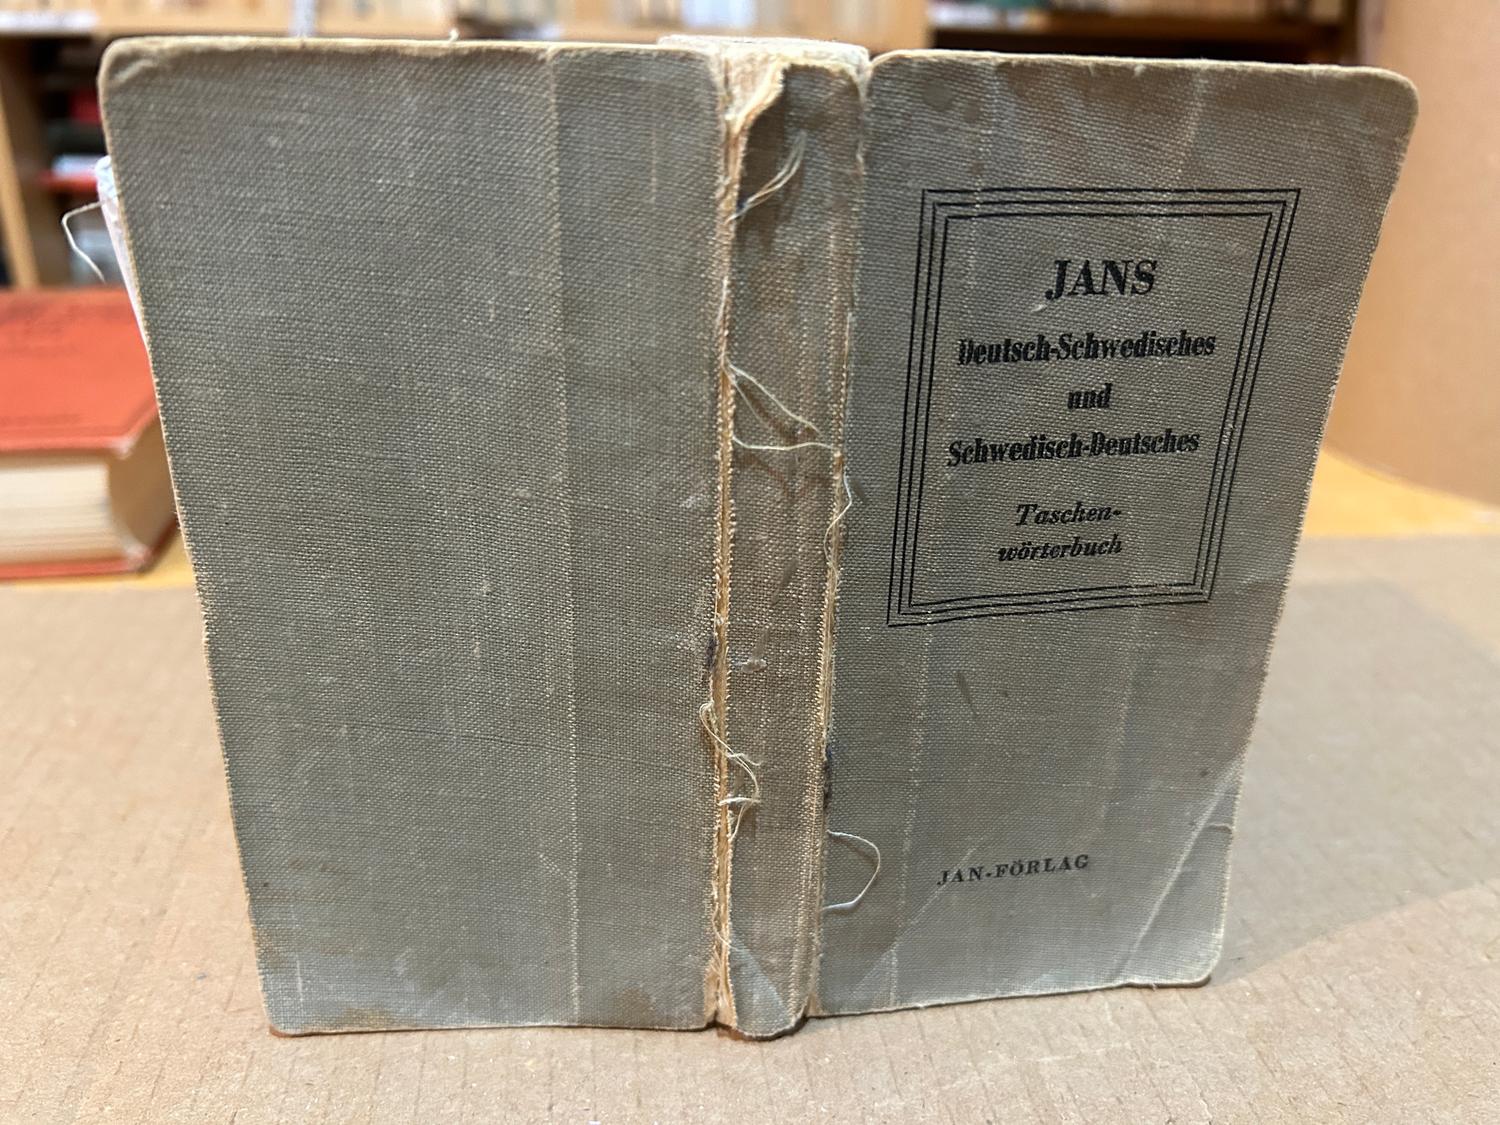 JANS
Deutsch-Schwedisches
und
Schwedisch-Deutsches
Taschen-
wörterbuch
JAN-FÖRLAG